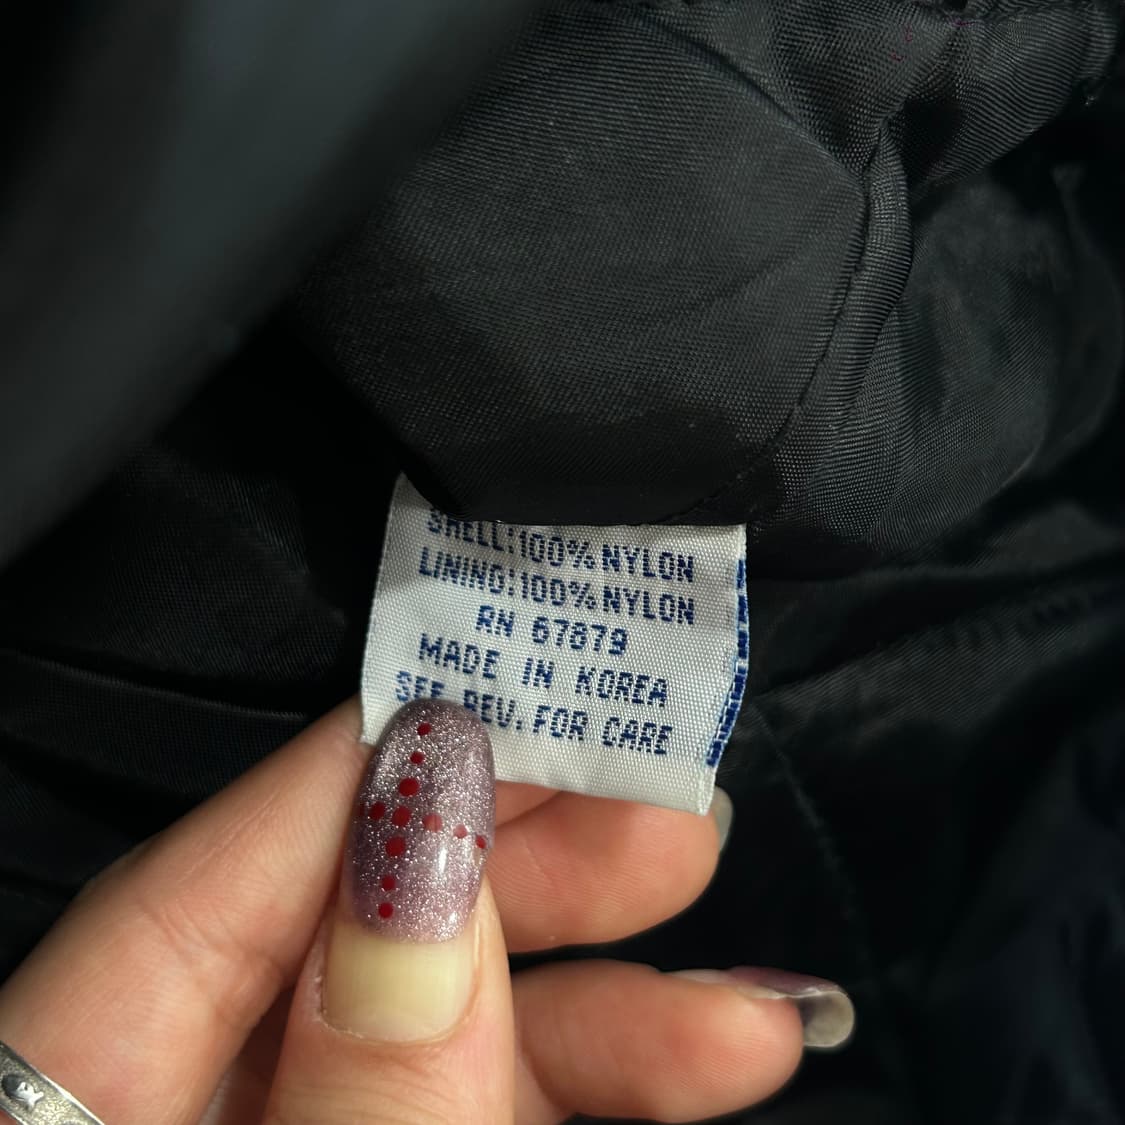 SHELL:100% NYLON
LINING:100% NYLON
RN 67879
MADE IN KOREA
SEE REV. FOR CARE